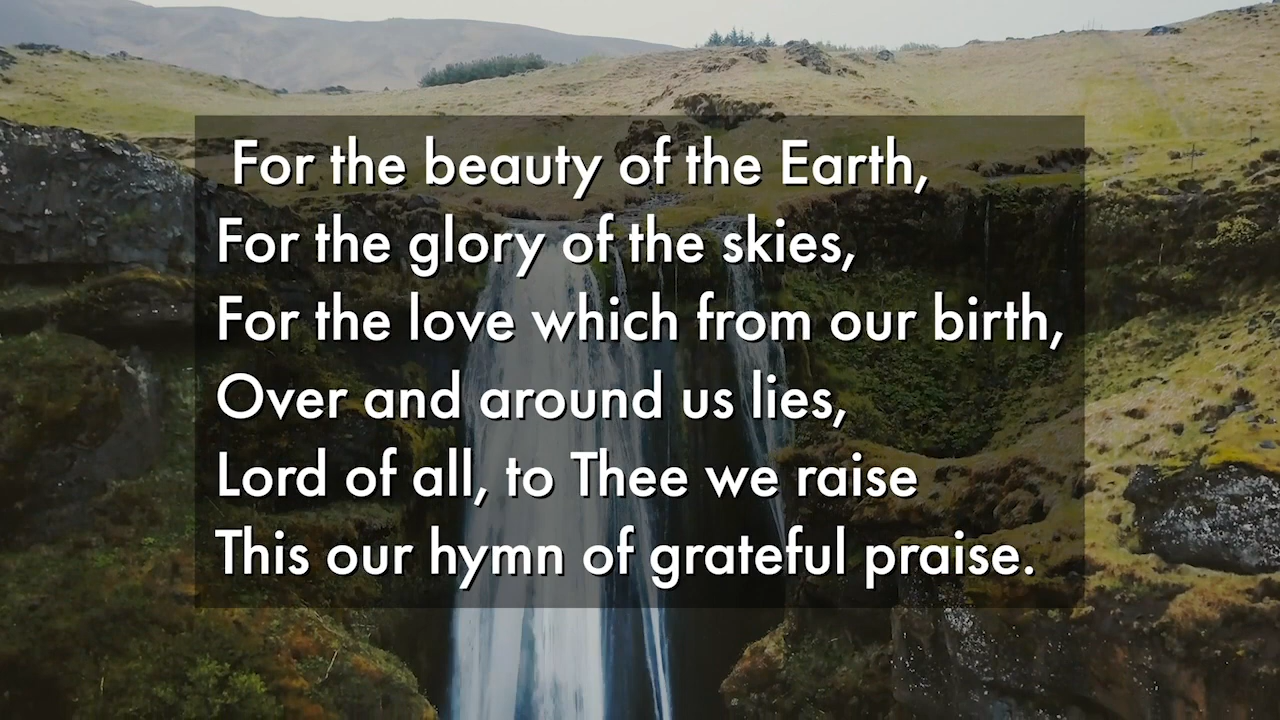 For the beauty of the Earth,
For the glory of the skies,
For the love which from our birth,
Over and around us lies,
Lord of all, to Thee we raise
This our hymn of grateful praise.